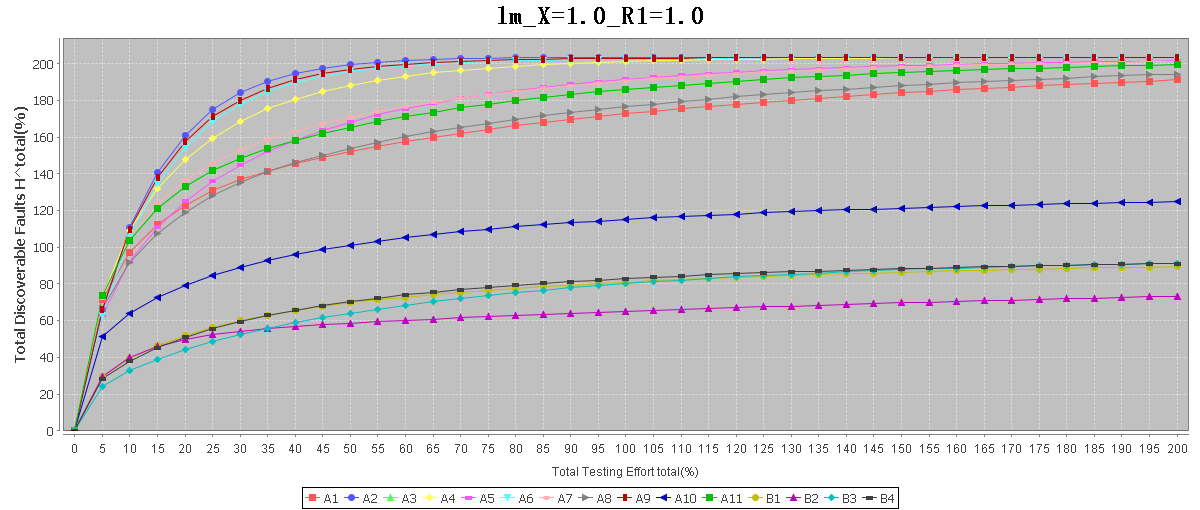 lm_X=1.0_R1=1.0
Total Discoverable Faults H^total(%)
200
180
160
140
120
100
80
60
40
20
0
0 5 10 15 20 25 30 35 40 45 50 55 60 65 70 75 80 85 90 95 100 105 110 115 120 125 130 135 140 145 150 155 160 165 170 175 180 185 190 195 200
Total Testing Effort total(%)
A1 A2 A3 A4 A5 A6 A7 A8 A9 A10 A11 B1 B2 B3 B4